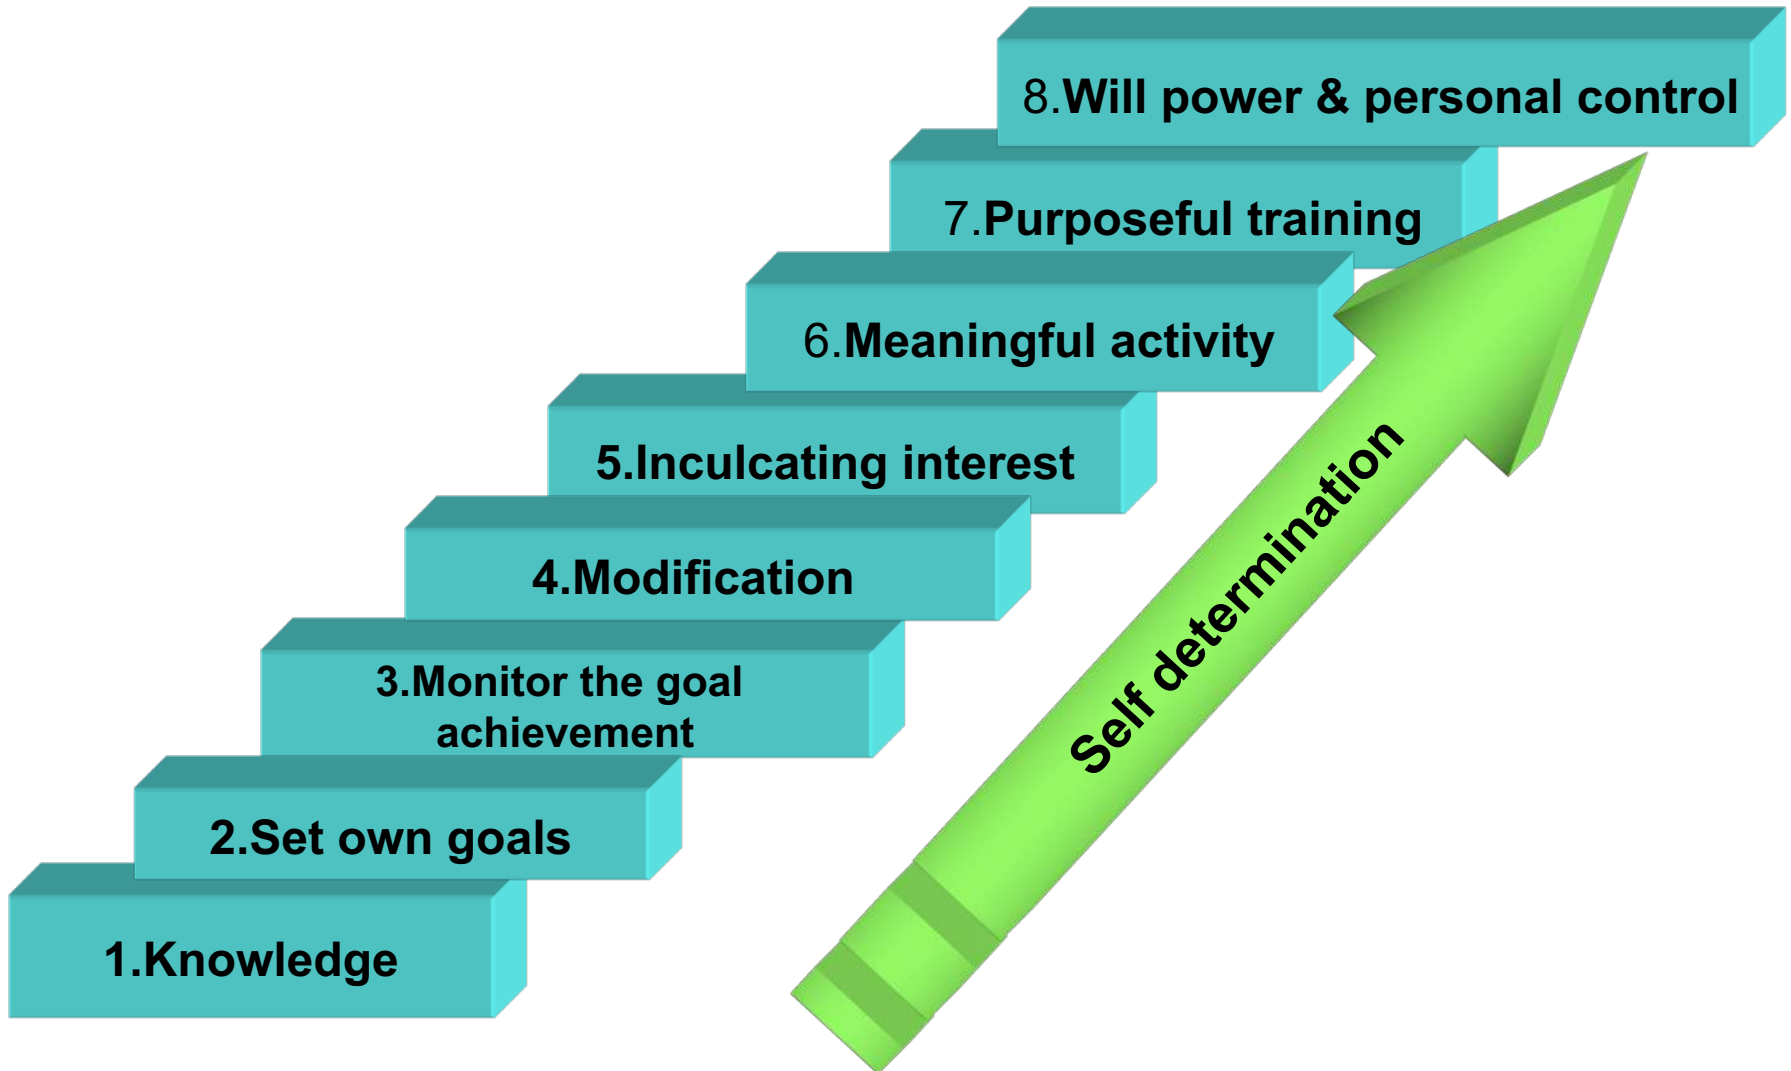 8.Will power & personal control
7.Purposeful training
6.Meaningful activity
5.Inculcating interest
4.Modification
3.Monitor the goal
achievement
2.Set own goals
1.Knowledge
Self determination